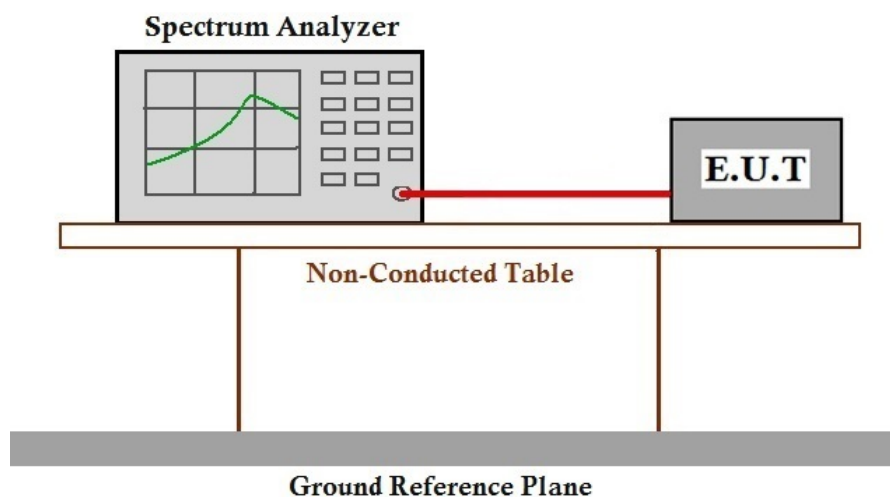 Spectrum Analyzer
E.U.T
Non-Conducted Table
Ground Reference Plane